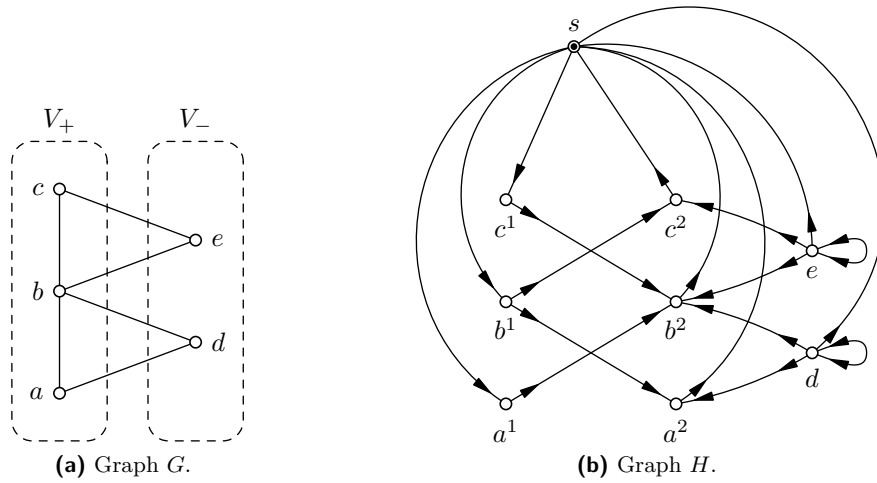 V₊ V₋
c
e
b
d
a
(a) Graph G.
s
c¹ c²
e
b¹ b²
d
a¹ a²
(b) Graph H.